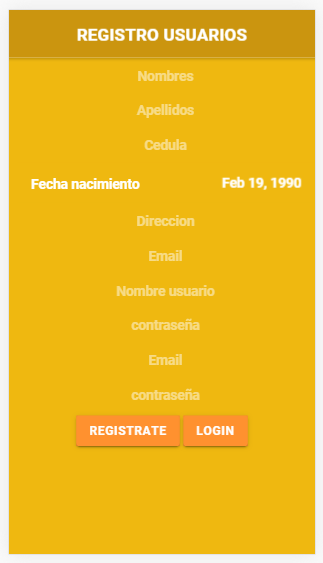 REGISTRO USUARIOS
Nombres
Apellidos
Cedula
Fecha nacimiento Feb 19, 1990
Direccion
Email
Nombre usuario
contraseña
Email
contraseña
REGISTRATE LOGIN